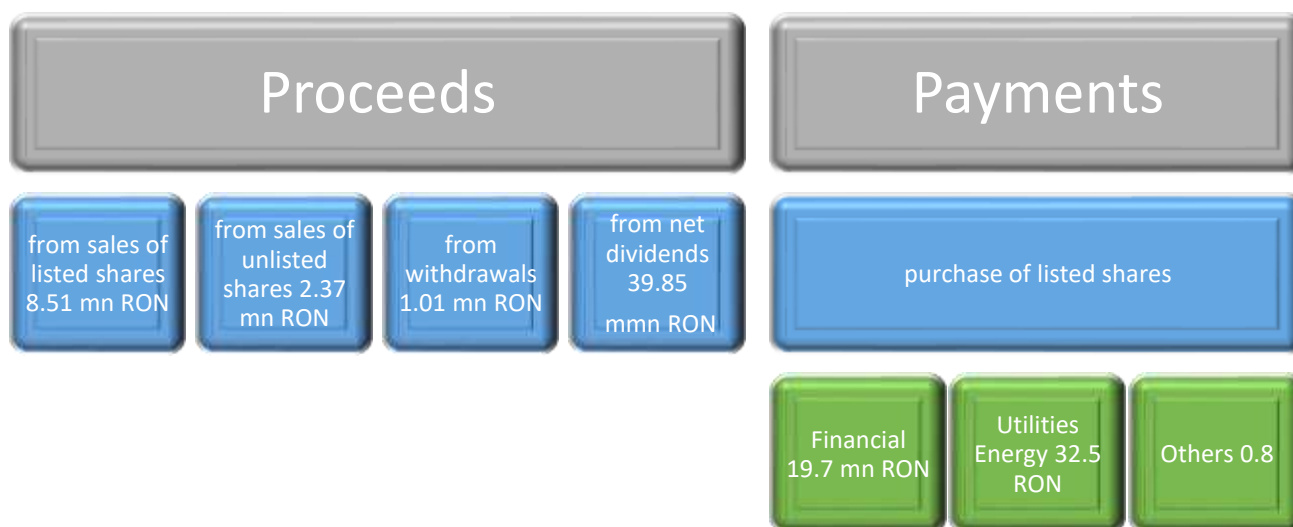 Proceeds
Payments
from sales of
listed shares
8.51 mn RON
from sales of
unlisted
shares 2.37
mn RON
from
withdrawals
1.01 mn RON
from net
dividends
39.85
mmn RON
purchase of listed shares
Financial
19.7 mn RON
Utilities
Energy 32.5
RON
Others 0.8